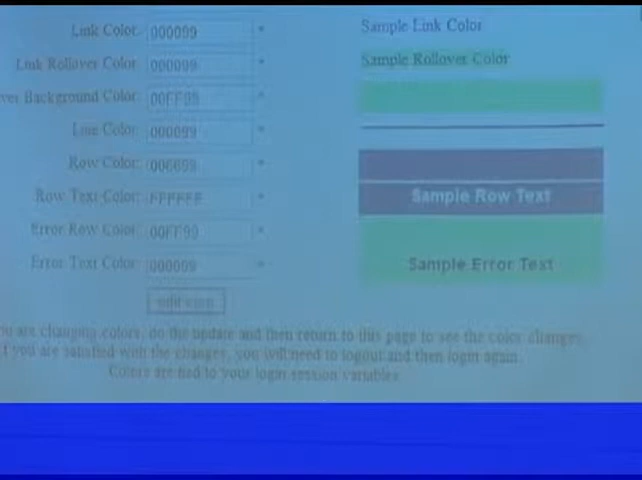 Link Color: 000099 * Sample Link Color
Link Rollover Color: 000099 * Sample Rollover Color
ver Background Color: 00FF99 *
Line Color: 000099 *
Row Color: 000099 *
Row Text Color: FFFFFF * Sample Row Text
Error Row Color: 00FF99 *
Error Text Color: 000099 * Sample Error Text
edit
ou are changing colors, do the update and then return to this page to see the color changes.
f you are satisfied with the changes, you will need to logout and then login again.
Colors are tied to your login session variables